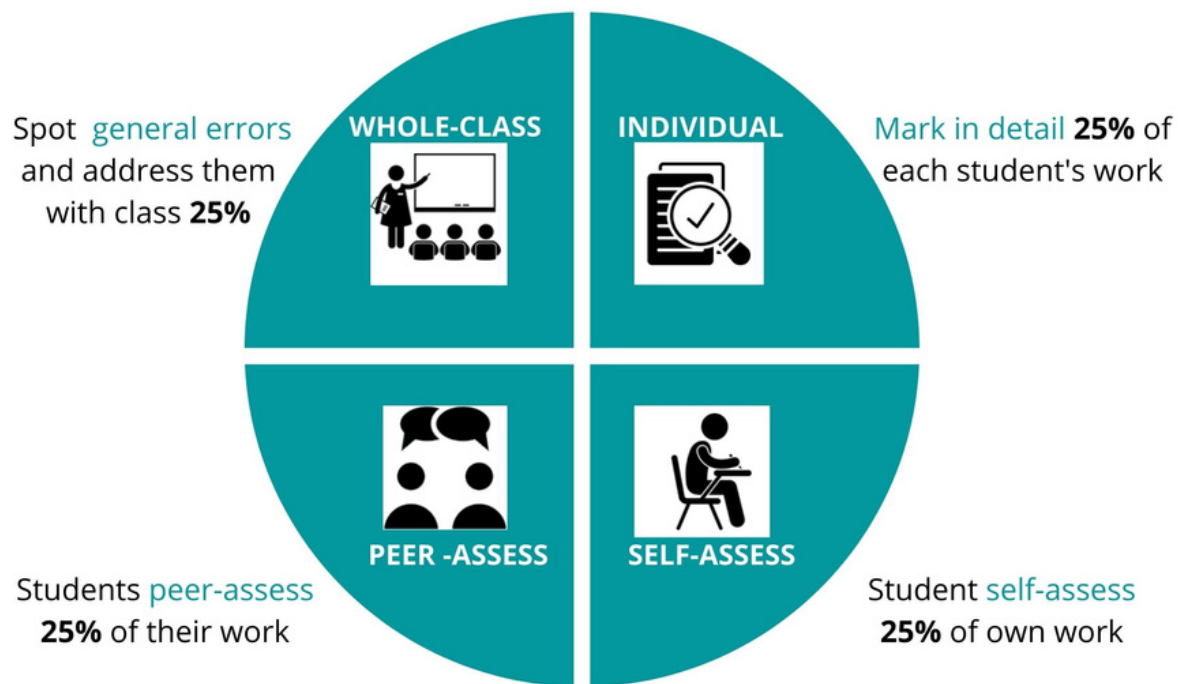 Spot general errors
and address them
with class 25%
WHOLE-CLASS
INDIVIDUAL
Mark in detail 25% of
each student's work
PEER -ASSESS
SELF-ASSESS
Students peer-assess
25% of their work
Student self-assess
25% of own work